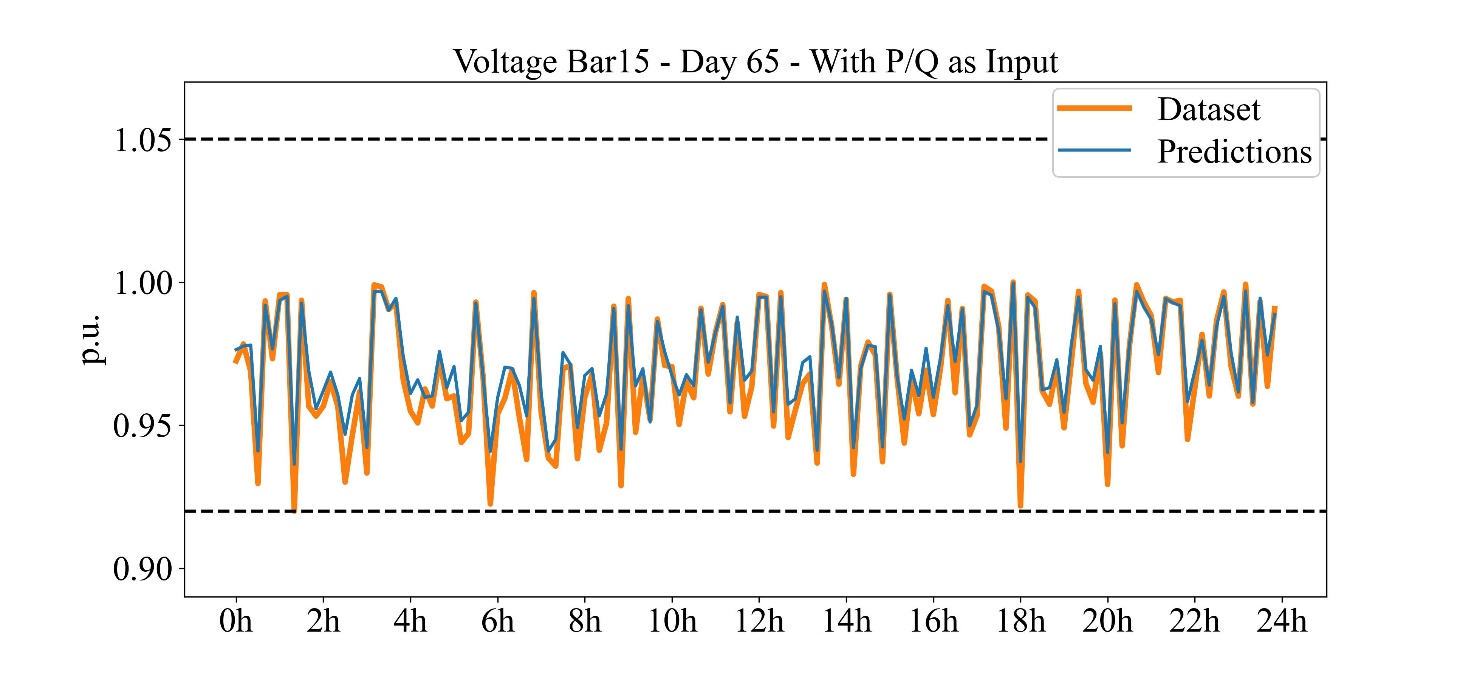 Voltage Bar15 - Day 65 - With P/Q as Input
Dataset
Predictions
p.u.
1.05
1.00
0.95
0.90
0h 2h 4h 6h 8h 10h 12h 14h 16h 18h 20h 22h 24h